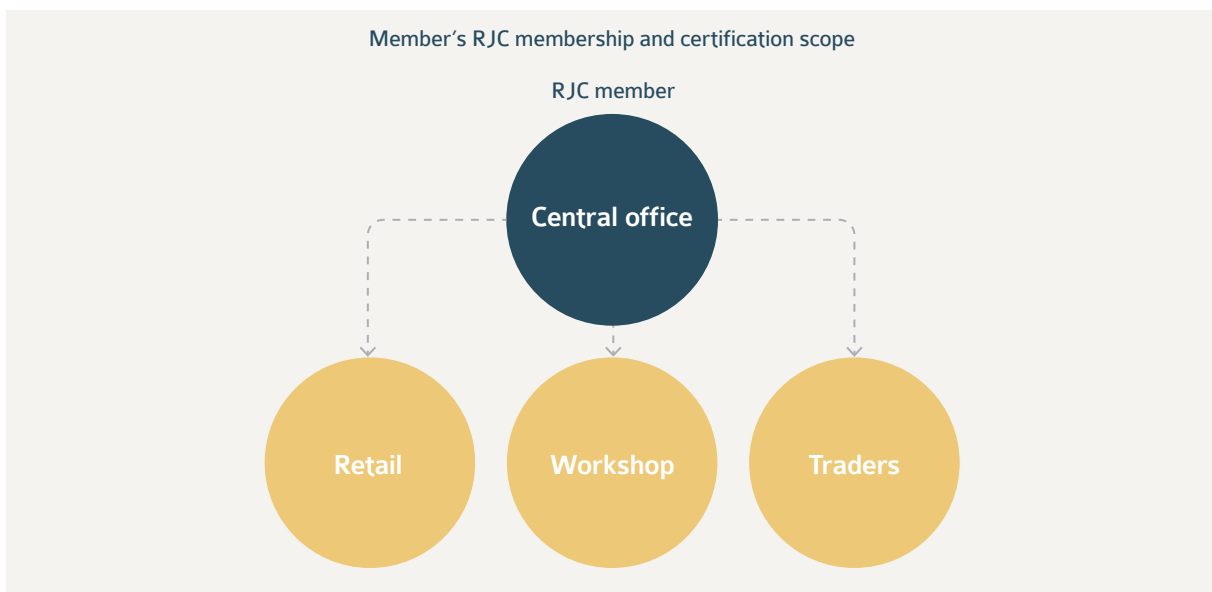 Member‘s RJC membership and certification scope
RJC member
Central office
Retail
Workshop
Traders